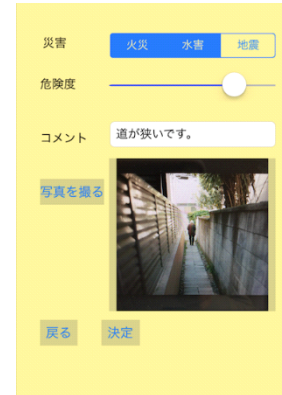 災害 火災 水害 地震
危険度
コメント 道が狭いです。
写真を撮る
戻る 決定